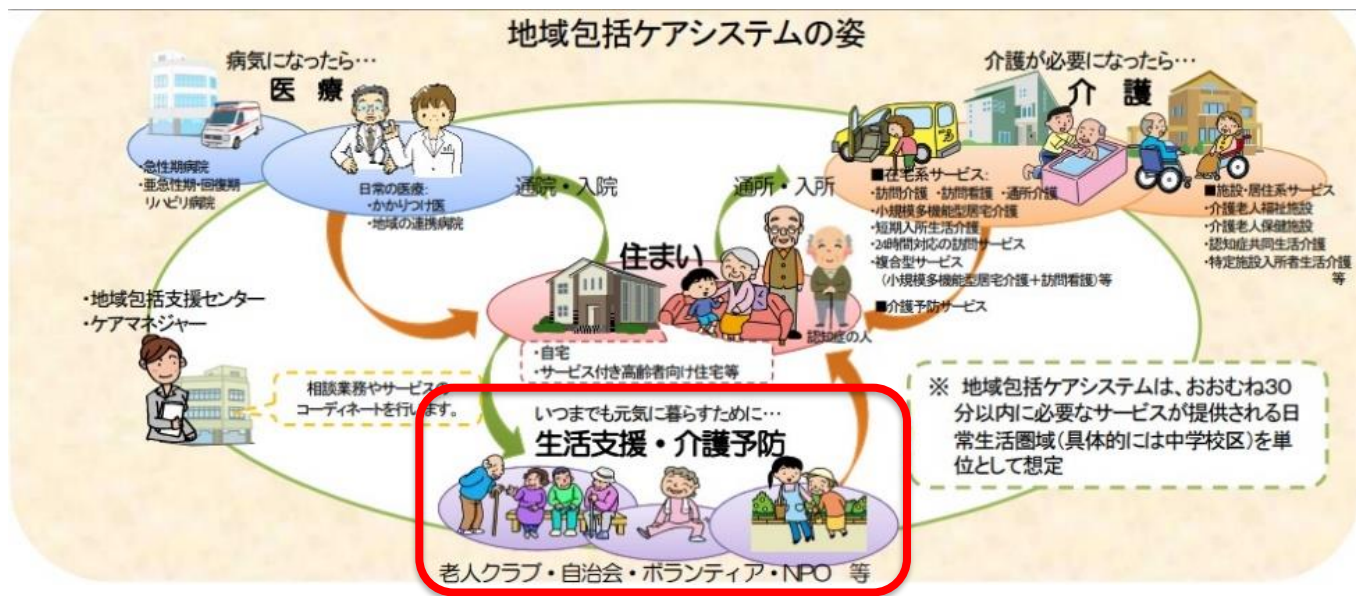 地域包括ケアシステムの姿
病気になったら…
医 療
・急性期病院
・亜急性期・回復期
リハビリ病院
日常の医療:
・かかりつけ医
・地域の連携病院
通院・入院
通所・入所
介護が必要になったら…
介 護
■在宅系サービス:
・訪問介護 ・訪問看護 ・通所介護
・小規模多機能型居宅介護
・短期入所生活介護
・24時間対応の訪問サービス
・複合型サービス
(小規模多機能型居宅介護+訪問看護)等
■介護予防サービス
■施設・居住系サービス
・介護老人福祉施設
・介護老人保健施設
・認知症共同生活介護
・特定施設入所者生活介護
等
住まい
認知症の人
・自宅
・サービス付き高齢者向け住宅等
・地域包括支援センター
・ケアマネジャー
相談業務やサービスの
コーディネートを行います。
いつまでも元気に暮らすために…
生活支援・介護予防
老人クラブ・自治会・ボランティア・NPO 等
※ 地域包括ケアシステムは、おおむね30
分以内に必要なサービスが提供される日
常生活圏域(具体的には中学校区)を単
位として想定